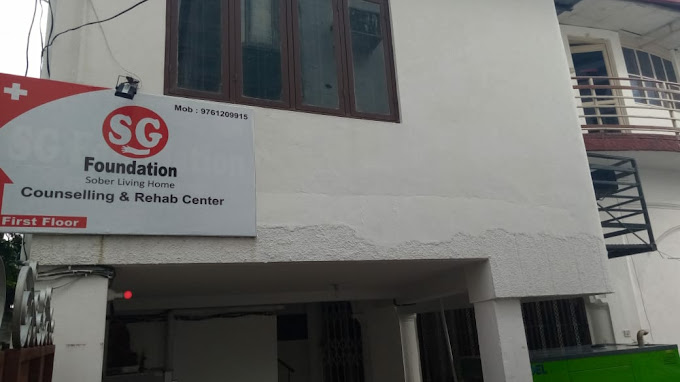 Mob : 9761209915
SG
Foundation
Sober Living Home
Counselling & Rehab Center
First Floor